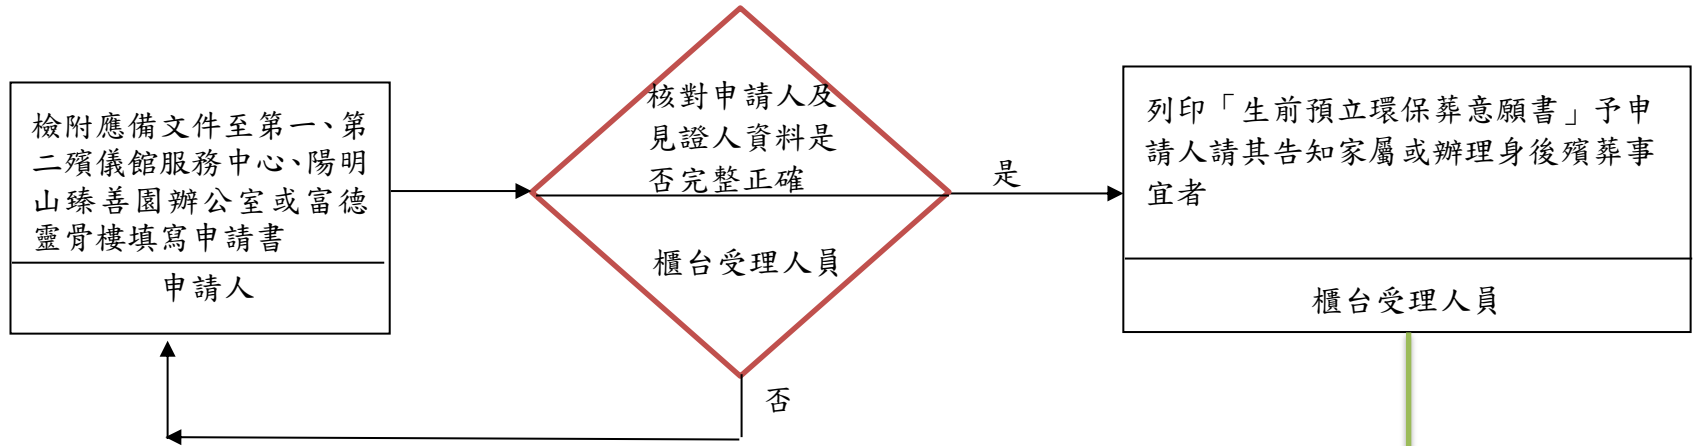 檢附應備文件至第一、第
二殯儀館服務中心、陽明
山臻善園辦公室或富德
靈骨樓填寫申請書
申請人
核對申請人及
見證人資料是
否完整正確
櫃台受理人員
是
否
列印「生前預立環保葬意願書」予申
請人請其告知家屬或辦理身後殯葬事
宜者
櫃台受理人員